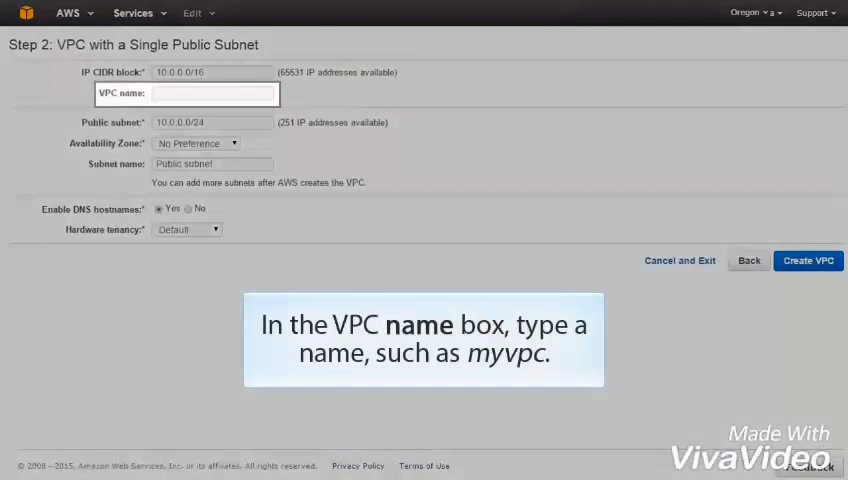 AWS Services Edit Oregon a Support
Step 2: VPC with a Single Public Subnet
IP CIDR block:* 10.0.0.0/16 (65531 IP addresses available)
VPC name:
Public subnet:* 10.0.0.0/24 (251 IP addresses available)
Availability Zone:* No Preference
Subnet name: Public subnet
You can add more subnets after AWS creates the VPC.
Enable DNS hostnames:* Yes No
Hardware tenancy:* Default
Cancel and Exit Back Create VPC
In the VPC name box, type a
name, such as myvpc.
Made With
VivaVideo
© 2008 - 2015, Amazon Web Services, Inc. or its affiliates. All rights reserved. Privacy Policy Terms of Use Feedback